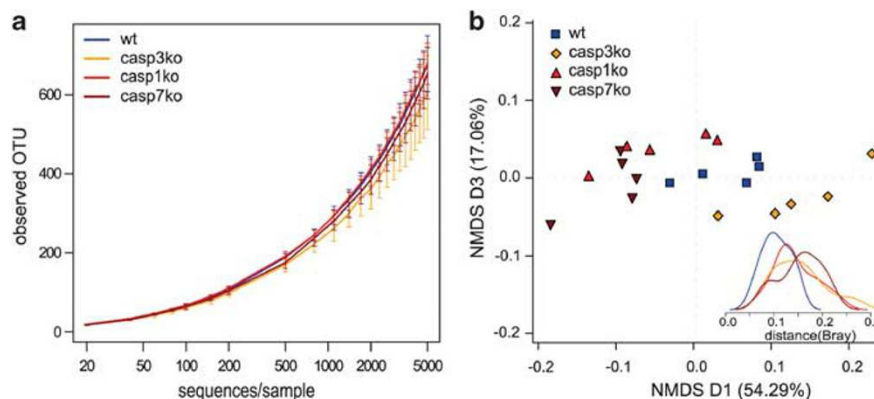 a
wt
casp3ko
casp1ko
casp7ko
observed OTU
600
400
200
0
20
50
100
200
500
1000
2000
5000
sequences/sample
b
wt
casp3ko
casp1ko
casp7ko
NMDS D3 (17.06%)
0.2
0.1
0.0
-0.1
-0.2
0.0
0.1
0.2
distance(Bray)
-0.2
-0.1
0.0
0.1
0.2
NMDS D1 (54.29%)